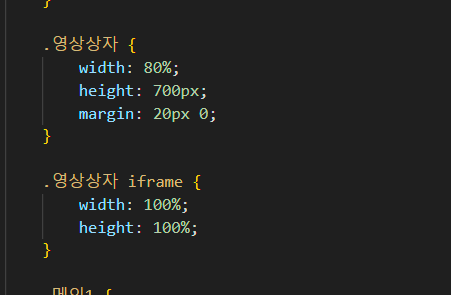 }
.영상상자 {
width: 80%;
height: 700px;
margin: 20px 0;
}
.영상상자 iframe {
width: 100%;
height: 100%;
}